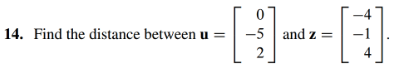 14. Find the distance between u = [0 -5 2] and z = [-4 -1 4].